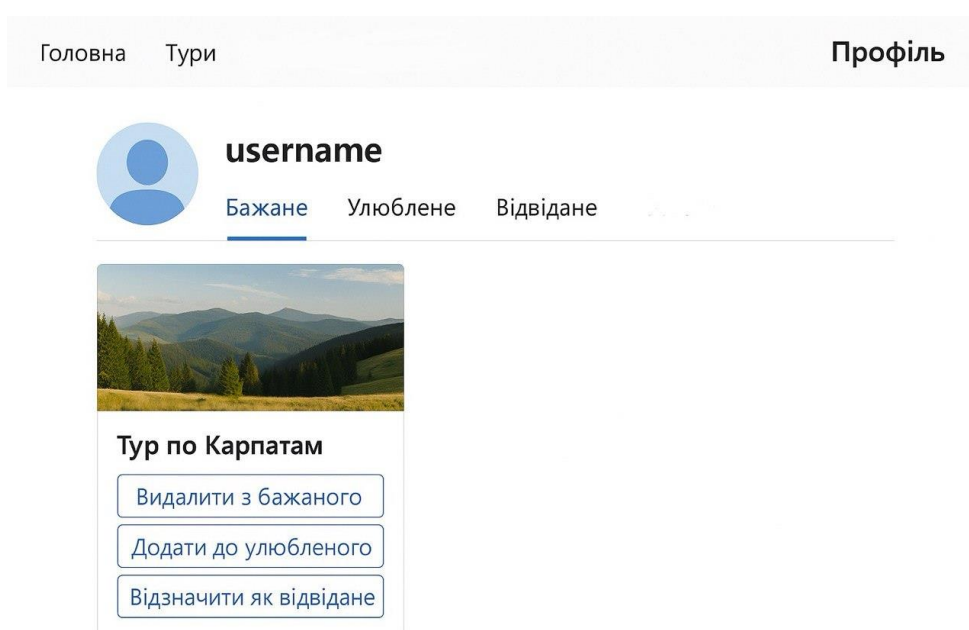 Головна Тури Профіль
username
Бажане Улюблене Відвідане
Тур по Карпатам
Видалити з бажаного
Додати до улюбленого
Відзначити як відвідане